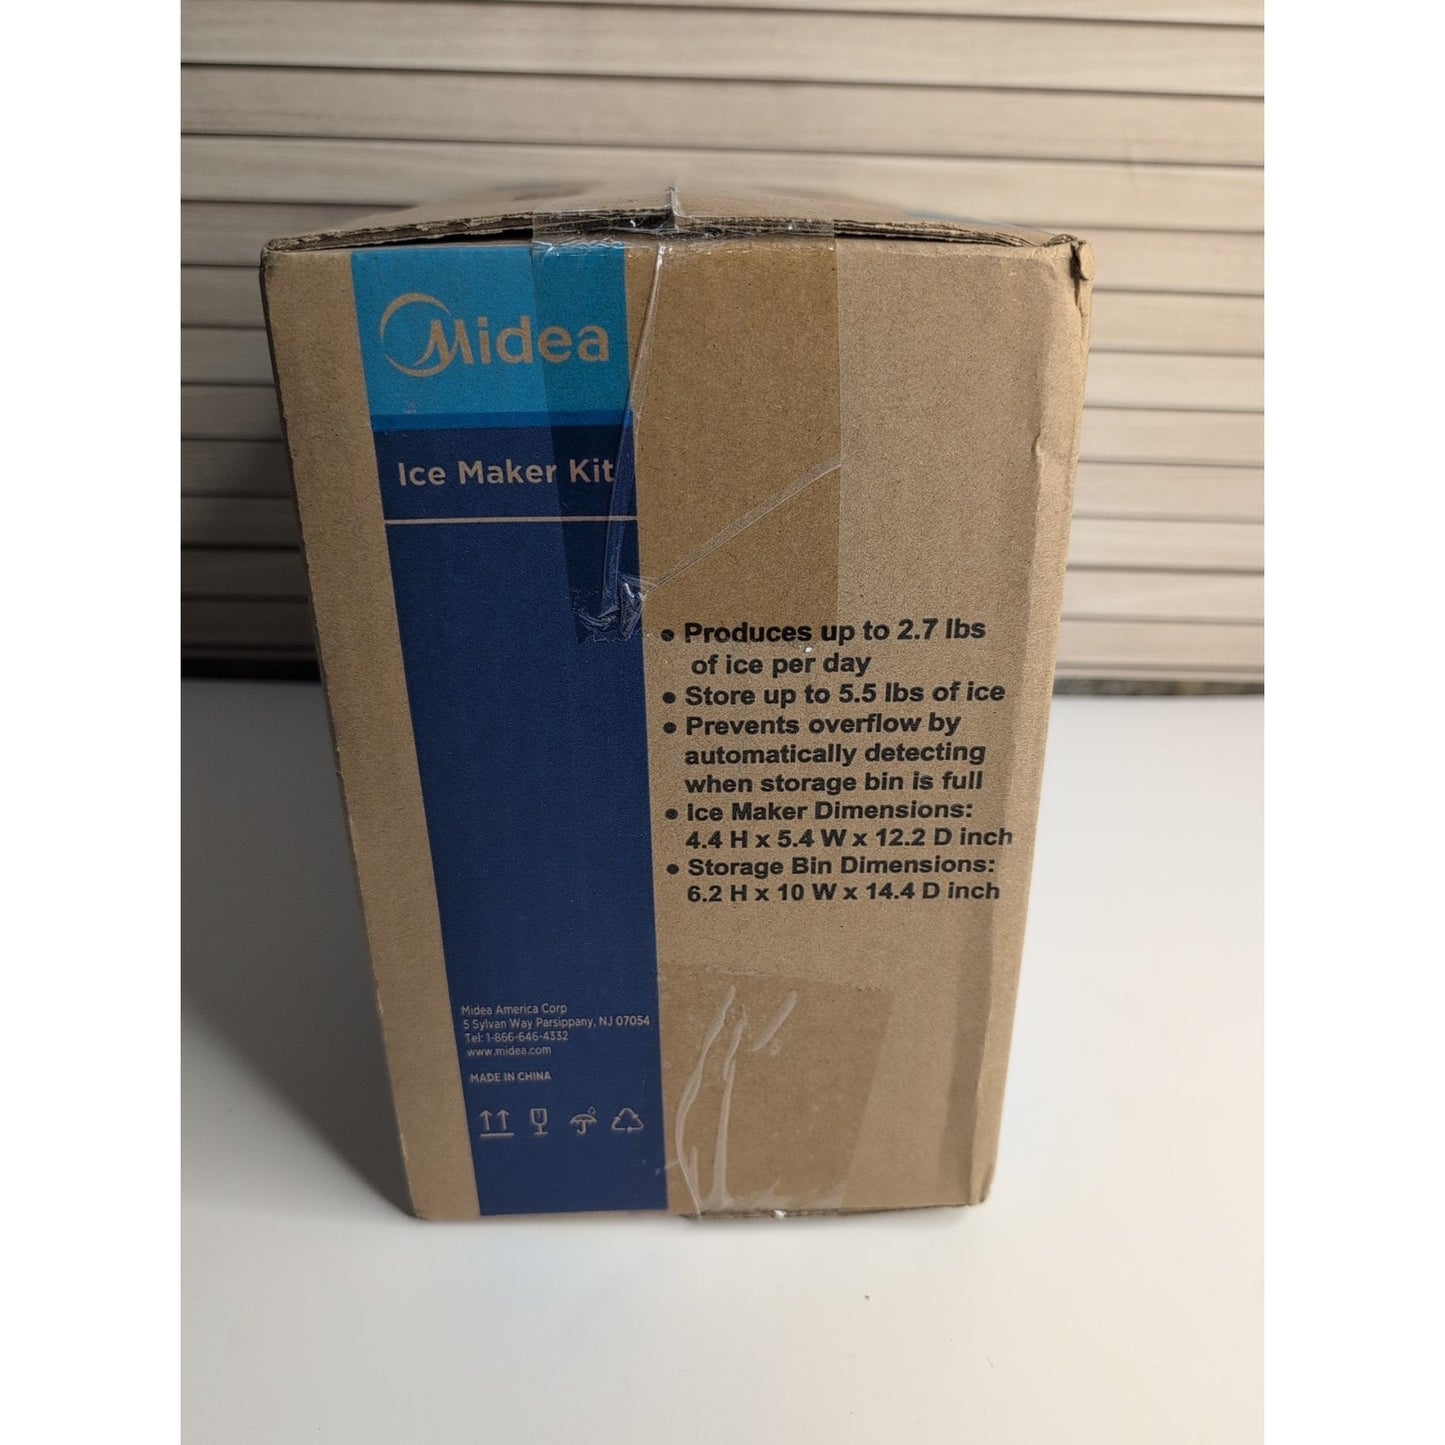 Midea
Ice Maker Kit
• Produces up to 2.7 lbs
of ice per day
• Store up to 5.5 lbs of ice
• Prevents overflow by
automatically detecting
when storage bin is full
• Ice Maker Dimensions:
4.4 H x 5.4 W x 12.2 D inch
• Storage Bin Dimensions:
6.2 H x 10 W x 14.4 D inch
Midea America Corp
5 Sylvan Way Parsippany, NJ 07054
Tel: 1-866-646-4332
www.midea.com
MADE IN CHINA